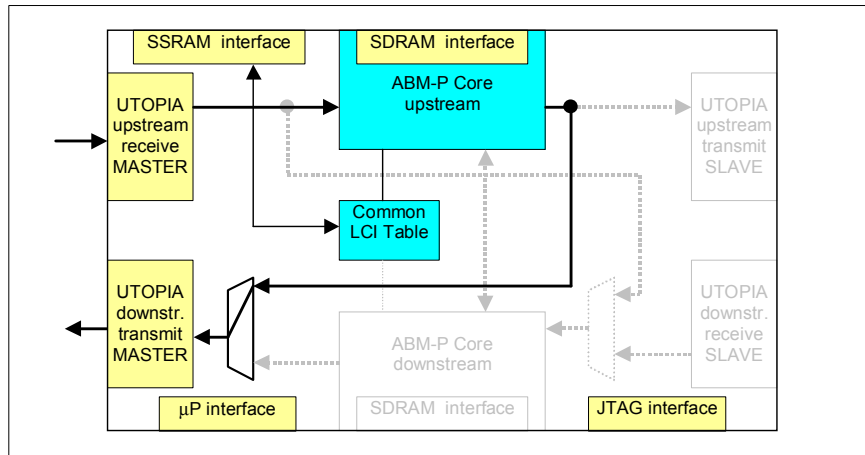 SSRAM interface
SDRAM interface
UTOPIA
upstream
receive
MASTER
ABM-P Core
upstream
UTOPIA
upstream
transmit
SLAVE
Common
LCI Table
UTOPIA
downstr.
transmit
MASTER
ABM-P Core
downstream
UTOPIA
downstr.
receive
SLAVE
µP interface
SDRAM interface
JTAG interface